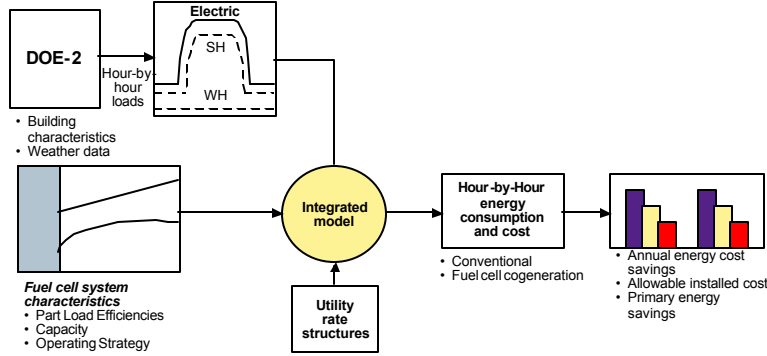 DOE-2
Hour-by-
hour
loads
Electric
SH
WH
• Building
characteristics
• Weather data
Fuel cell system
characteristics
• Part Load Efficiencies
• Capacity
• Operating Strategy
Integrated
model
Utility
rate
structures
Hour-by-Hour
energy
consumption
and cost
• Conventional
• Fuel cell cogeneration
• Annual energy cost
savings
• Allowable installed cost
• Primary energy
savings